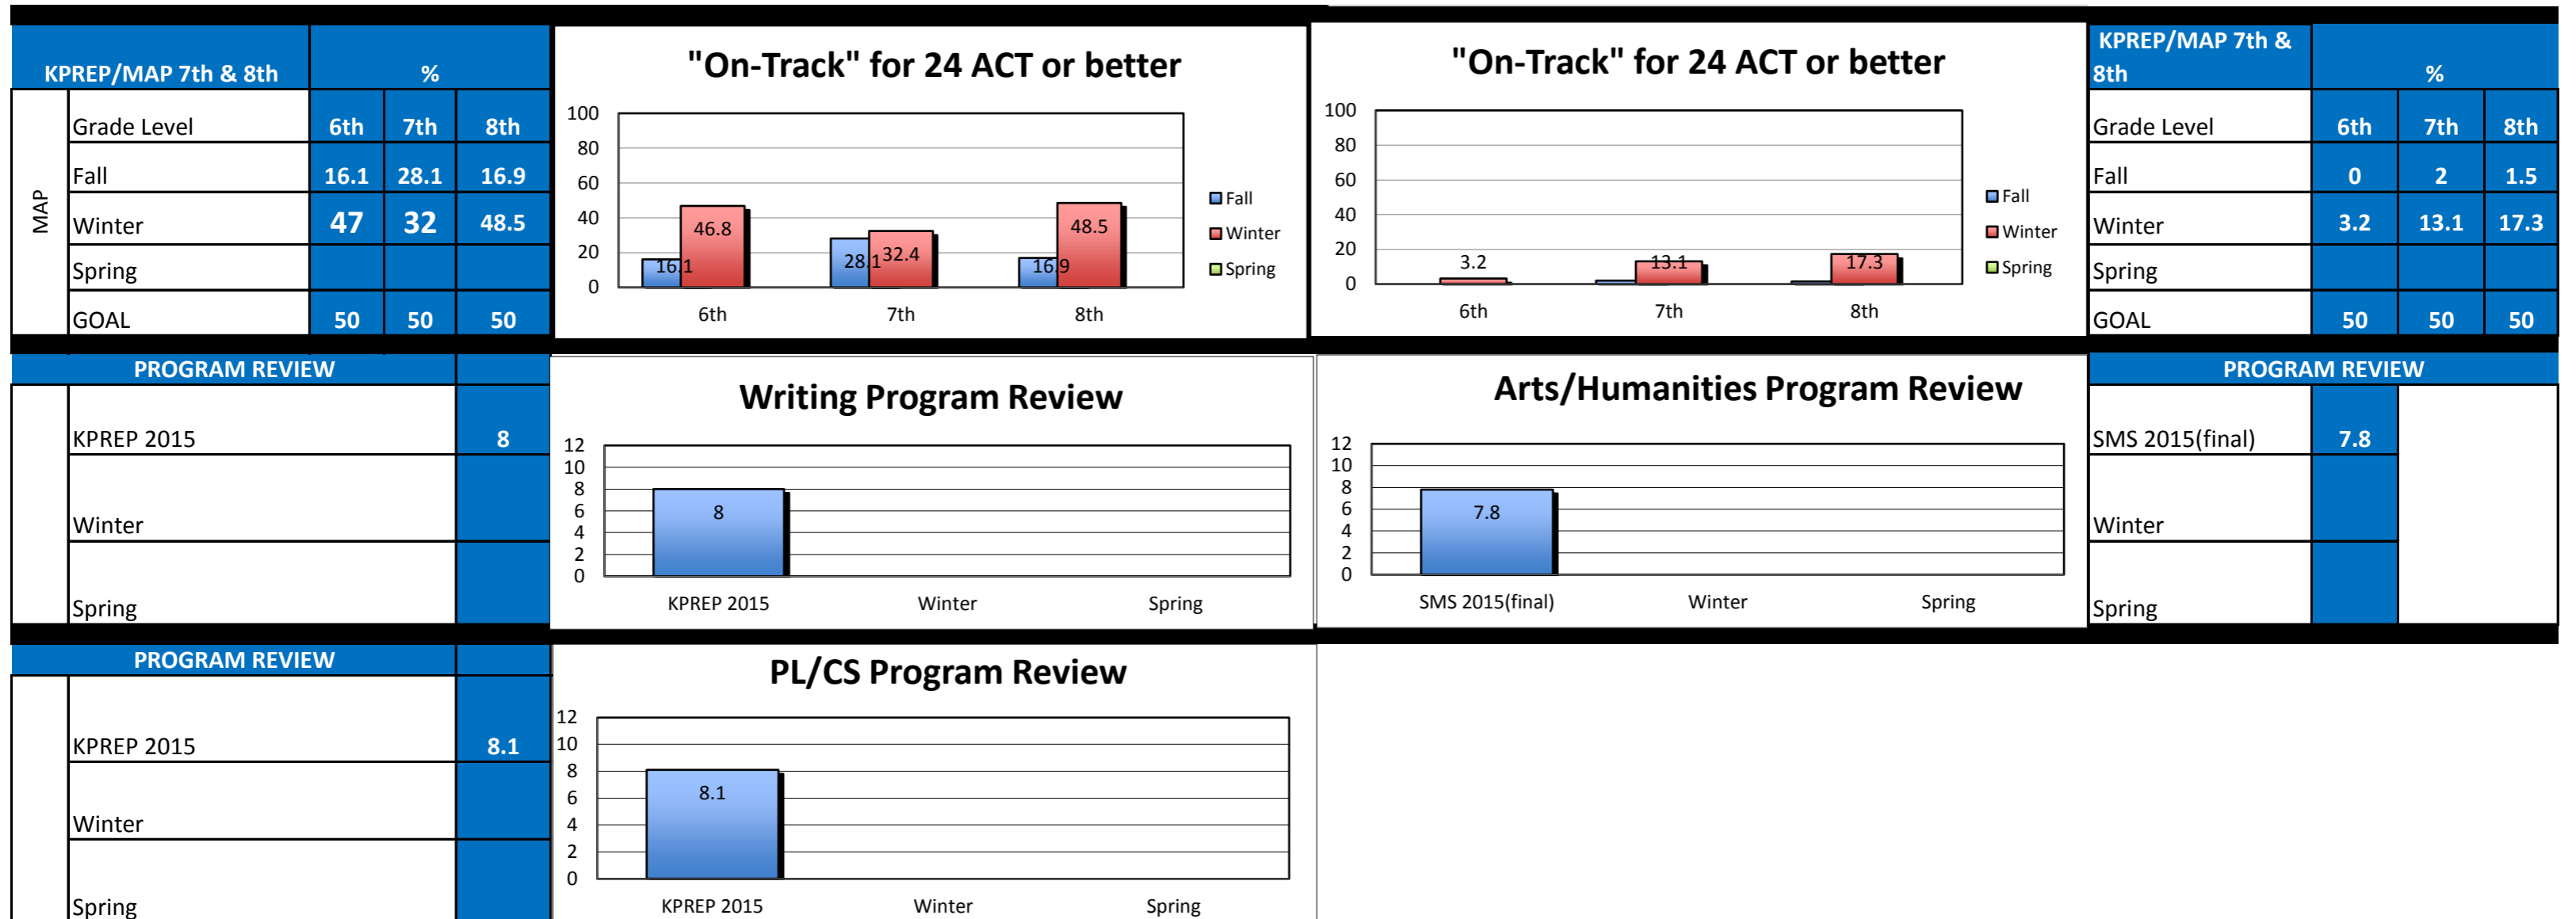 KPREP/MAP 7th & 8th %
MAP
Grade Level 6th 7th 8th
Fall 16.1 28.1 16.9
Winter 47 32 48.5
Spring
GOAL 50 50 50
"On-Track" for 24 ACT or better
100
80
60
40
20
0
16.1 46.8 28.1 32.4 16.9 48.5
6th 7th 8th
Fall
Winter
Spring
"On-Track" for 24 ACT or better
100
80
60
40
20
0
3.2 13.1 17.3
6th 7th 8th
Fall
Winter
Spring
KPREP/MAP 7th &
8th %
Grade Level 6th 7th 8th
Fall 0 2 1.5
Winter 3.2 13.1 17.3
Spring
GOAL 50 50 50
PROGRAM REVIEW
KPREP 2015 8
Winter
Spring
Writing Program Review
12
10
8
6
4
2
0
8
KPREP 2015 Winter Spring
Arts/Humanities Program Review
12
10
8
6
4
2
0
7.8
SMS 2015(final) Winter Spring
PROGRAM REVIEW
SMS 2015(final) 7.8
Winter
Spring
PROGRAM REVIEW
KPREP 2015 8.1
Winter
Spring
PL/CS Program Review
12
10
8
6
4
2
0
8.1
KPREP 2015 Winter Spring